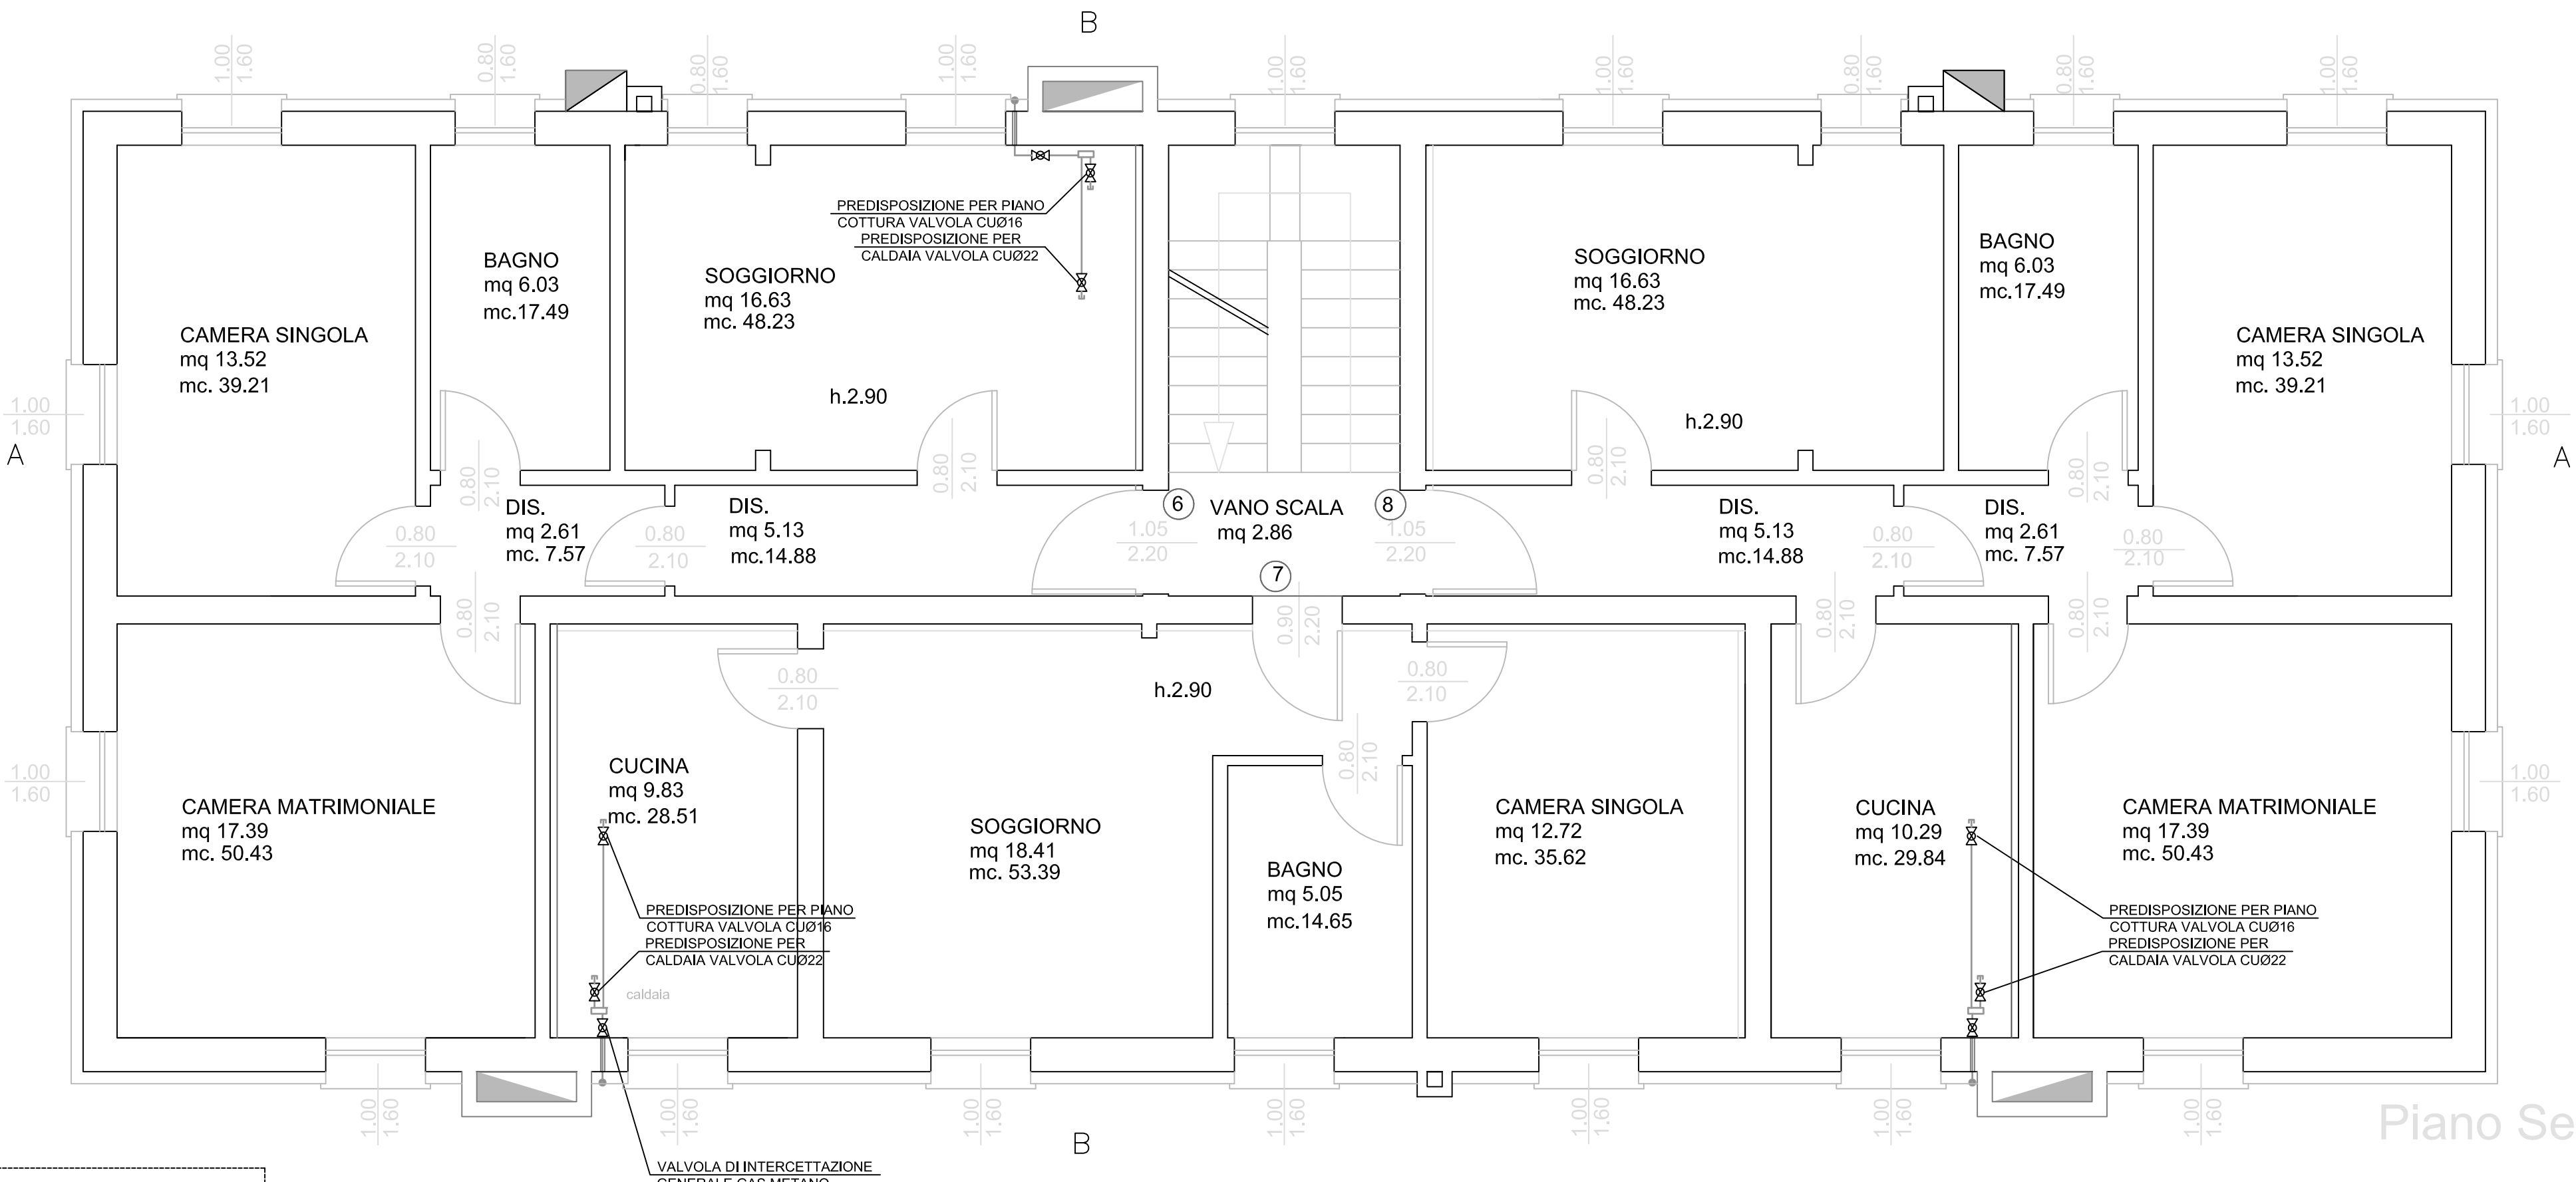 B
1.00
1.60
0.80
1.60
0.80
1.60
1.00
1.60
1.00
1.60
1.00
1.60
0.80
1.60
0.80
1.60
1.00
1.60
PREDISPOSIZIONE PER PIANO
COTTURA VALVOLA CUØ16
PREDISPOSIZIONE PER
CALDAIA VALVOLA CUØ22
CAMERA SINGOLA
mq 13.52
mc. 39.21
BAGNO
mq 6.03
mc.17.49
SOGGIORNO
mq 16.63
mc. 48.23
h.2.90
SOGGIORNO
mq 16.63
mc. 48.23
h.2.90
BAGNO
mq 6.03
mc.17.49
CAMERA SINGOLA
mq 13.52
mc. 39.21
1.00
1.60
A
1.00
1.60
A
0.80
2.10
0.80
2.10
0.80
2.10
0.80
2.10
DIS.
mq 2.61
mc. 7.57
DIS.
mq 5.13
mc.14.88
6
VANO SCALA
mq 2.86
8
7
DIS.
mq 5.13
mc.14.88
DIS.
mq 2.61
mc. 7.57
0.80
2.10
0.80
2.10
1.05
2.20
1.05
2.20
0.80
2.10
0.80
2.10
0.80
2.10
0.90
2.20
0.80
2.10
0.80
2.10
0.80
2.10
h.2.90
0.80
2.10
0.80
2.10
1.00
1.60
CAMERA MATRIMONIALE
mq 17.39
mc. 50.43
CUCINA
mq 9.83
mc. 28.51
SOGGIORNO
mq 18.41
mc. 53.39
BAGNO
mq 5.05
mc.14.65
CAMERA SINGOLA
mq 12.72
mc. 35.62
CUCINA
mq 10.29
mc. 29.84
CAMERA MATRIMONIALE
mq 17.39
mc. 50.43
1.00
1.60
PREDISPOSIZIONE PER PIANO
COTTURA VALVOLA CUØ16
PREDISPOSIZIONE PER
CALDAIA VALVOLA CUØ22
caldaia
PREDISPOSIZIONE PER PIANO
COTTURA VALVOLA CUØ16
PREDISPOSIZIONE PER
CALDAIA VALVOLA CUØ22
1.00
1.60
1.00
1.60
1.00
1.60
1.00
1.60
1.00
1.60
1.00
1.60
1.00
1.60
B
Piano Se
VALVOLA DI INTERCETTAZIONE
GENERALE GAS METANO